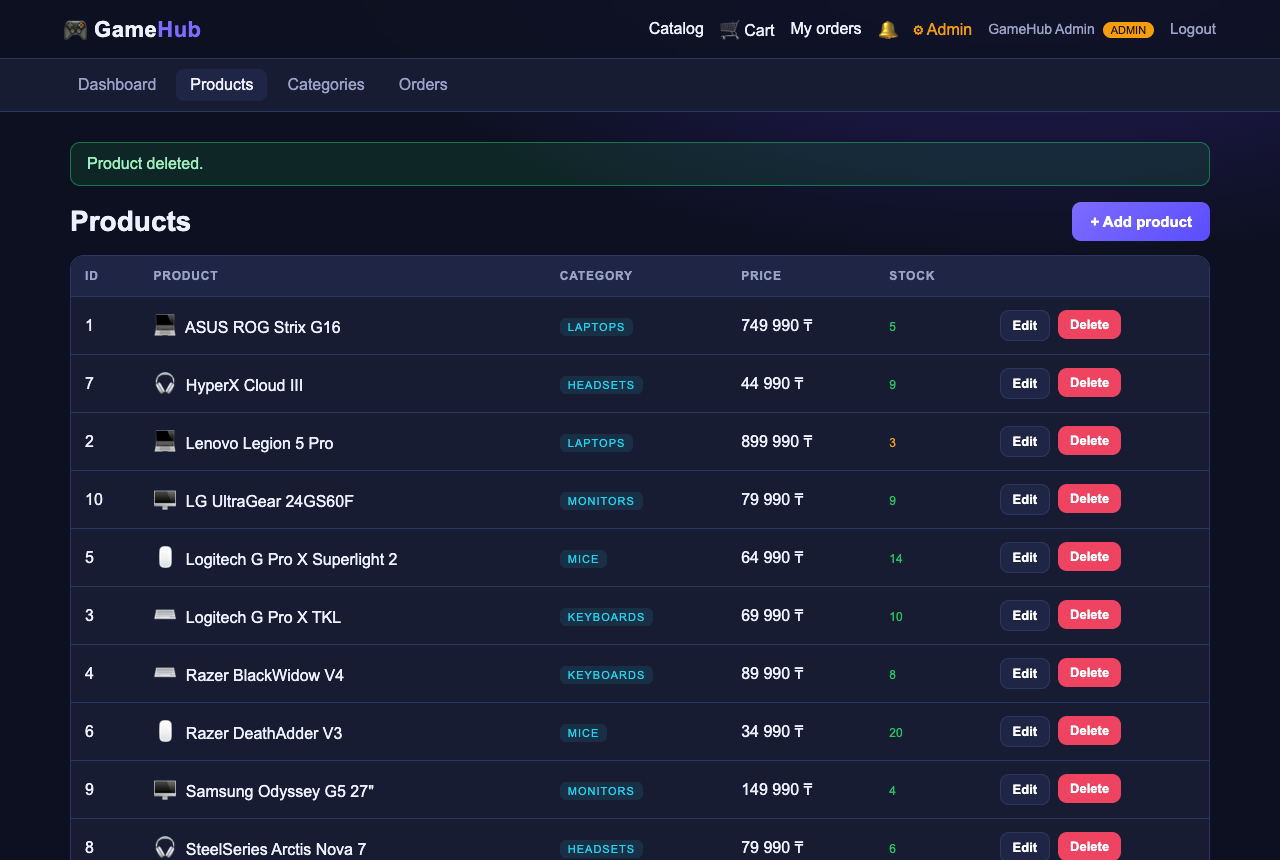 GameHub Catalog Cart My orders Admin GameHub Admin ADMIN Logout
Dashboard Products Categories Orders
Product deleted.
Products + Add product
ID PRODUCT CATEGORY PRICE STOCK
1 ASUS ROG Strix G16 LAPTOPS 749 990 ₸ 5 Edit Delete
7 HyperX Cloud III HEADSETS 44 990 ₸ 9 Edit Delete
2 Lenovo Legion 5 Pro LAPTOPS 899 990 ₸ 3 Edit Delete
10 LG UltraGear 24GS60F MONITORS 79 990 ₸ 9 Edit Delete
5 Logitech G Pro X Superlight 2 MICE 64 990 ₸ 14 Edit Delete
3 Logitech G Pro X TKL KEYBOARDS 69 990 ₸ 10 Edit Delete
4 Razer BlackWidow V4 KEYBOARDS 89 990 ₸ 8 Edit Delete
6 Razer DeathAdder V3 MICE 34 990 ₸ 20 Edit Delete
9 Samsung Odyssey G5 27" MONITORS 149 990 ₸ 4 Edit Delete
8 SteelSeries Arctis Nova 7 HEADSETS 79 990 ₸ 6 Edit Delete